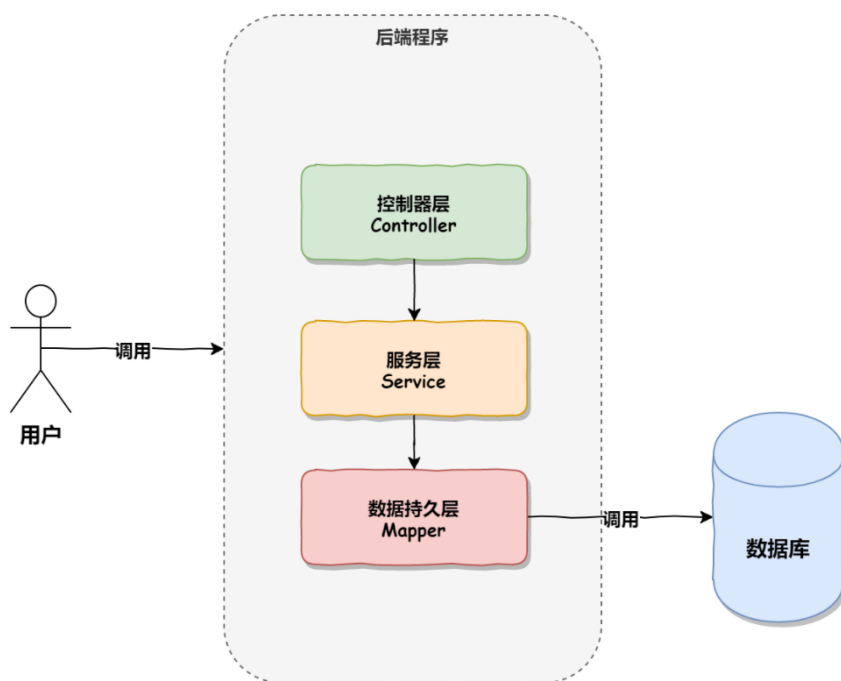 后端程序
控制器层
Controller
调用
服务层
Service
用户
数据持久层
Mapper
调用
数据库